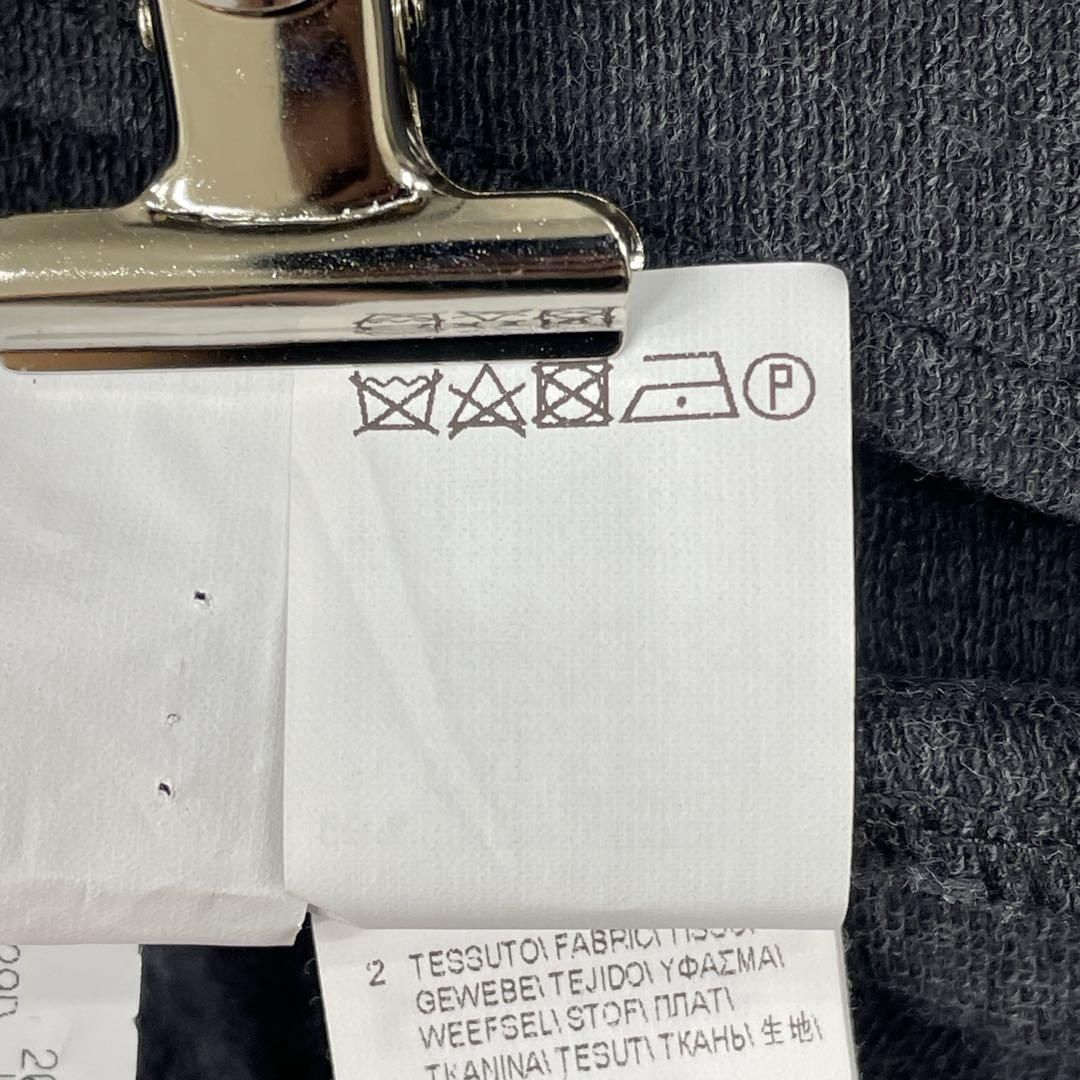 P
2 TESSUTO\ FABRIC\ TISSU\
GEWEBE\ TEJIDO\ ΥΦΑΣΜΑ\
WEEFSEL\ STOF\ ПЛАТ\
TKANINA\ TESUT\ ТКАНЬ\ 生地\